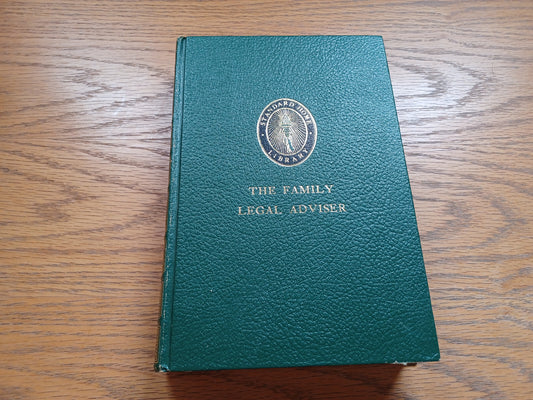 STANDARD HOME
LIBRARY
THE FAMILY
LEGAL ADVISER